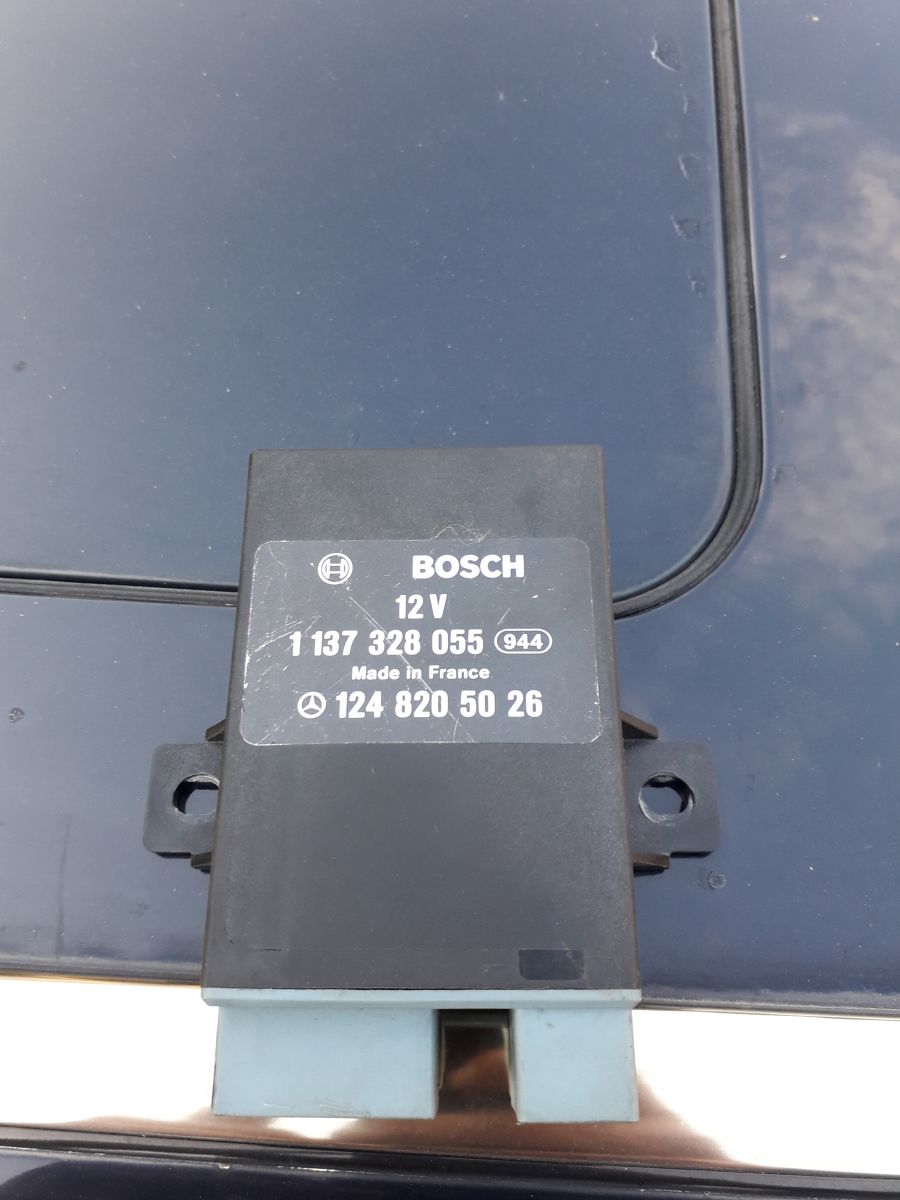 BOSCH
12 V
1 137 328 055 944
Made in France
124 820 50 26